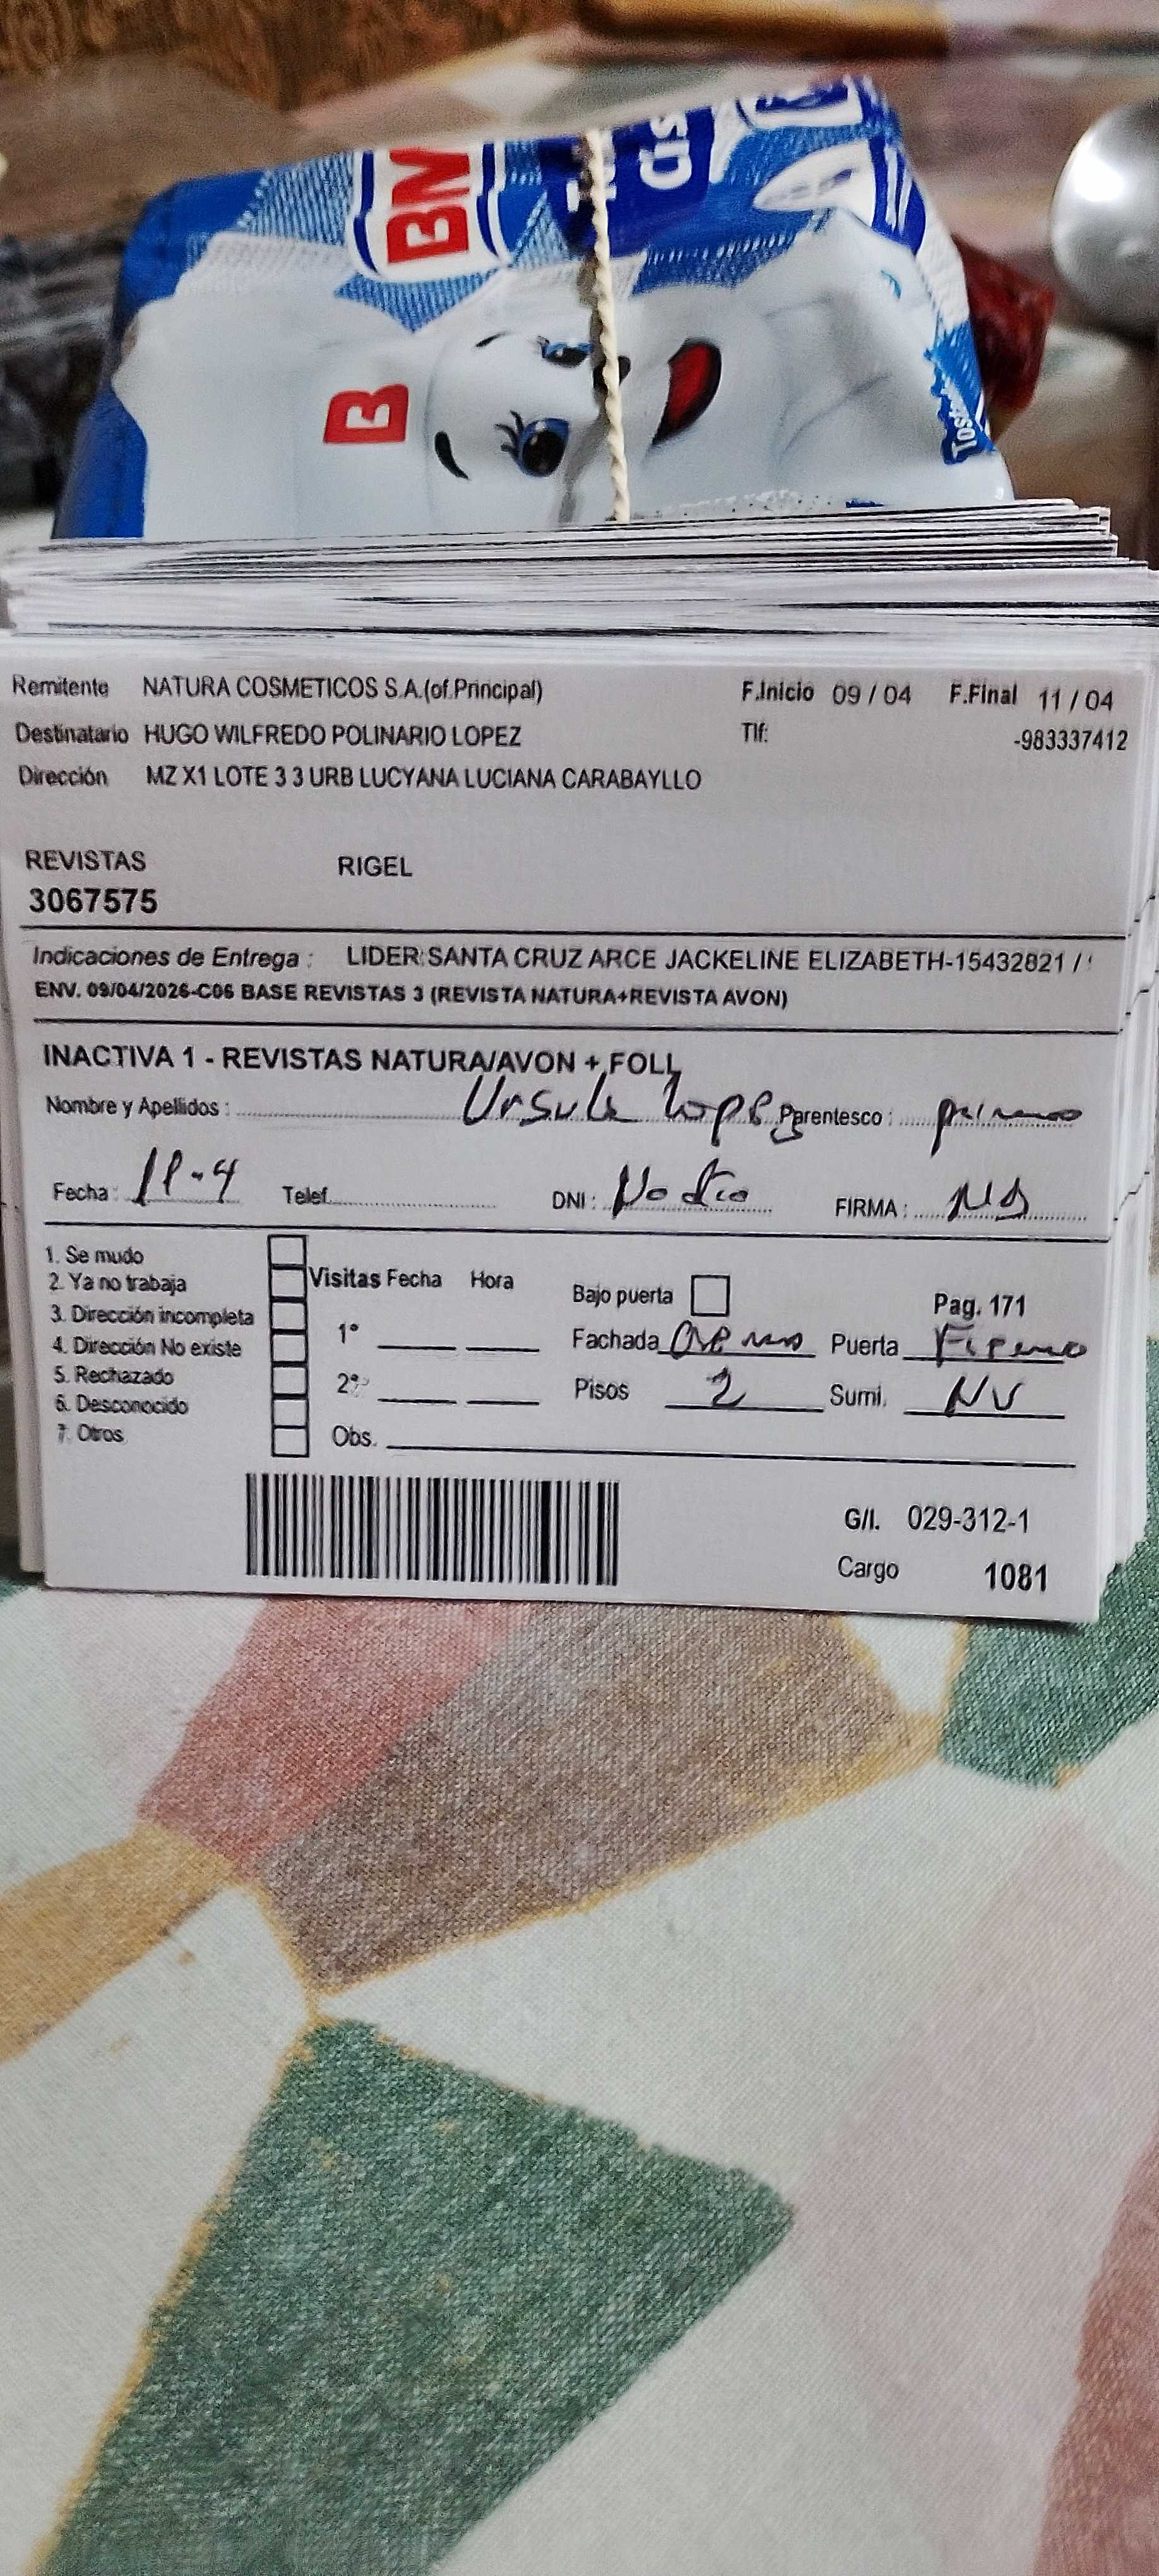 BM
B
Remitente NATURA COSMETICOS S.A.(of.Principal) F.Inicio 09 / 04 F.Final 11 / 04
Destinatario HUGO WILFREDO POLINARIO LOPEZ Tlf: -983337412
Dirección MZ X1 LOTE 3 3 URB LUCYANA LUCIANA CARABAYLLO
REVISTAS RIGEL
3067575
Indicaciones de Entrega : LIDER:SANTA CRUZ ARCE JACKELINE ELIZABETH-15432821 /
ENV. 09/04/2026-C06 BASE REVISTAS 3 (REVISTA NATURA+REVISTA AVON)
INACTIVA 1 - REVISTAS NATURA/AVON + FOLL
Nombre y Apellidos : Ursula Lopez Parentesco :
Fecha : 11-4 Telef. DNI : No dio FIRMA :
1. Se mudo
2. Ya no trabaja Visitas Fecha Hora Bajo puerta
3. Dirección incompleta Pag. 171
4. Dirección No existe 1° Fachada Puerta
5. Rechazado 2° Pisos 2 Sumi. NV
6. Desconocido
7. Otros Obs.
G/I. 029-312-1
Cargo 1081